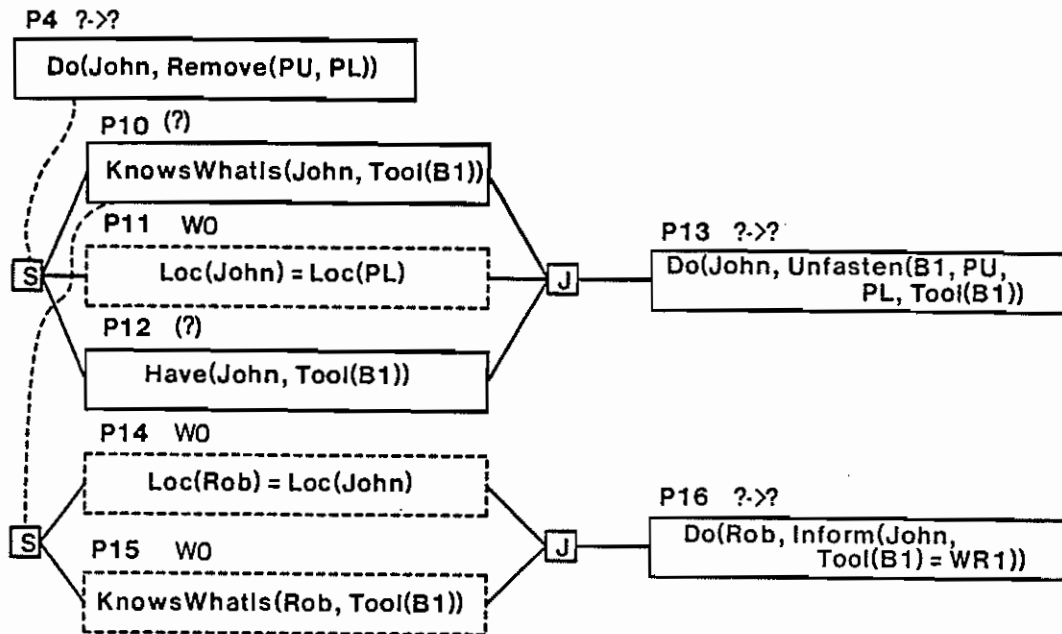 P4 ?->?
Do(John, Remove(PU, PL))
P10 (?)
KnowsWhatIs(John, Tool(B1))
P11 W0
S
Loc(John) = Loc(PL)
J
P13 ?->?
Do(John, Unfasten(B1, PU,
PL, Tool(B1))
P12 (?)
Have(John, Tool(B1))
P14 W0
Loc(Rob) = Loc(John)
S
J
P16 ?->?
Do(Rob, Inform(John,
Tool(B1) = WR1))
P15 W0
KnowsWhatIs(Rob, Tool(B1))